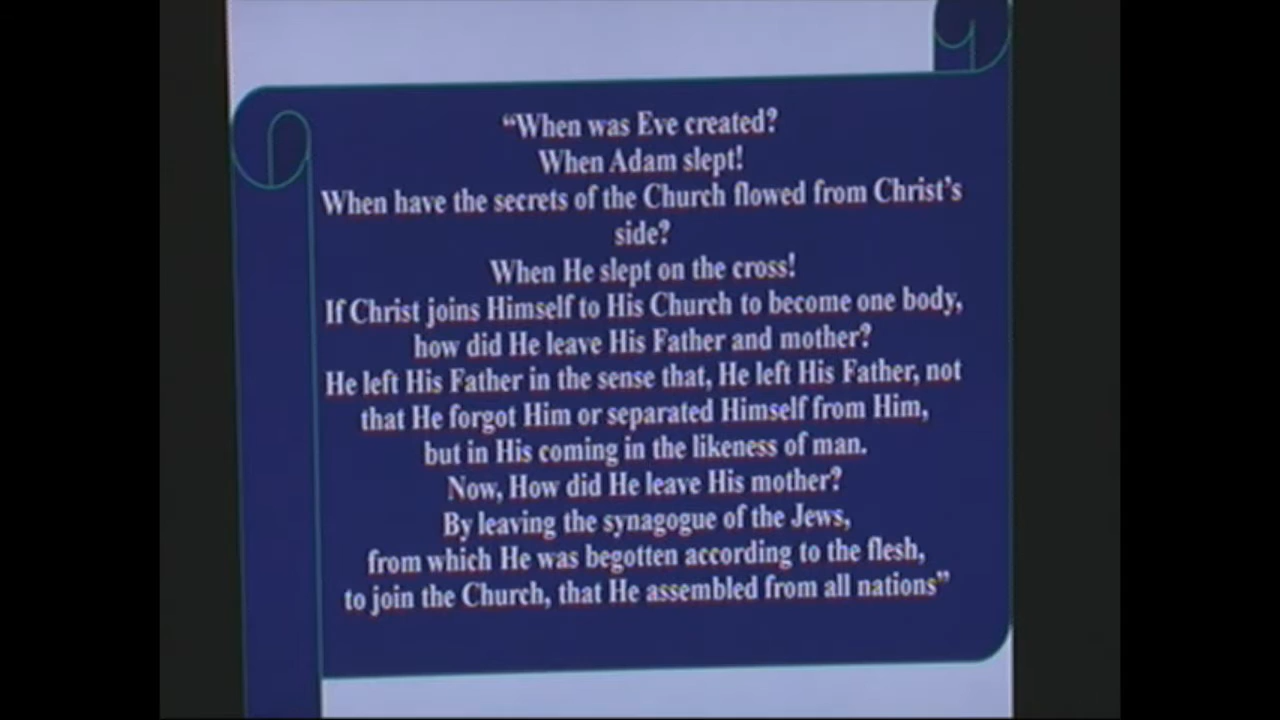 “When was Eve created?
When Adam slept!
When have the secrets of the Church flowed from Christ’s
side?
When He slept on the cross!
If Christ joins Himself to His Church to become one body,
how did He leave His Father and mother?
He left His Father in the sense that, He left His Father, not
that He forgot Him or separated Himself from Him,
but in His coming in the likeness of man.
Now, How did He leave His mother?
By leaving the synagogue of the Jews,
from which He was begotten according to the flesh,
to join the Church, that He assembled from all nations”